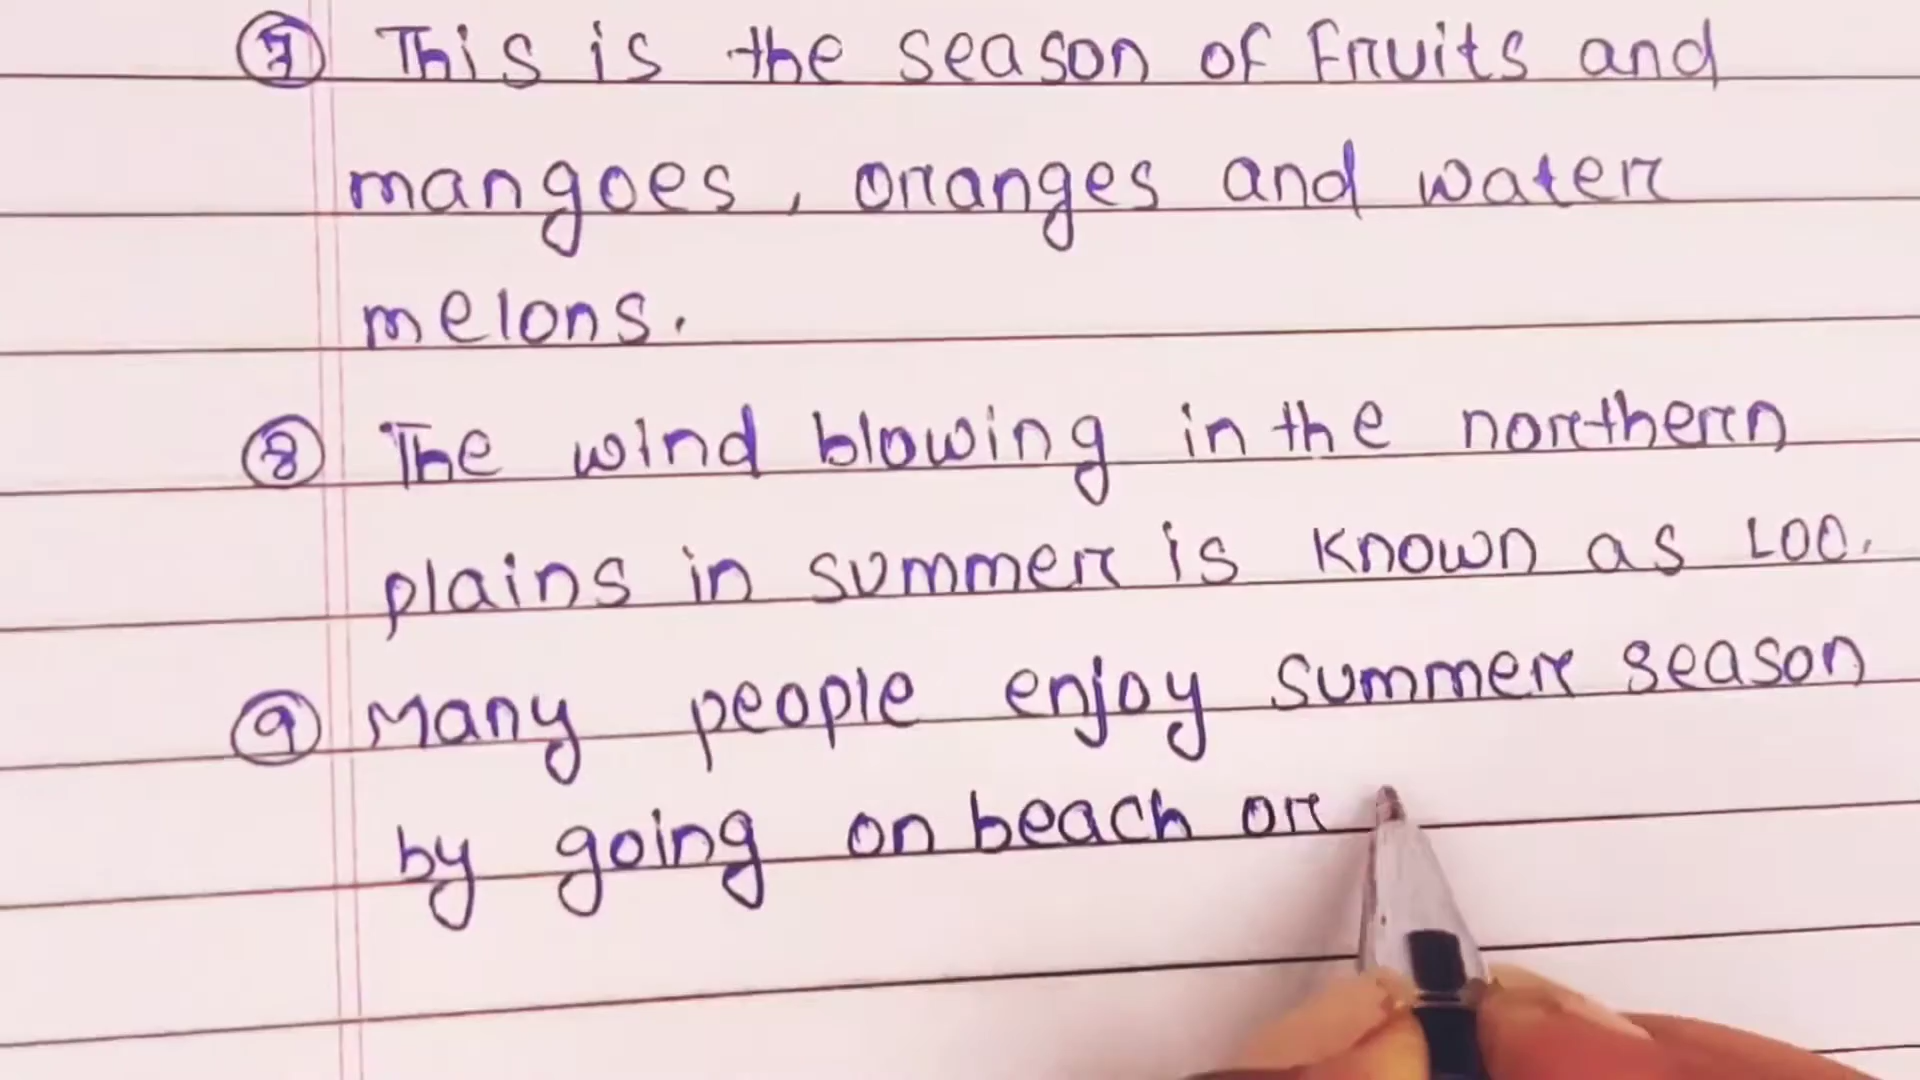 ⑦ This is the season of Fruits and
mangoes, oranges and water
melons.
⑧ The wind blowing in the northern
plains in summer is known as LOO.
⑨ Many people enjoy summer season
by going on beach or